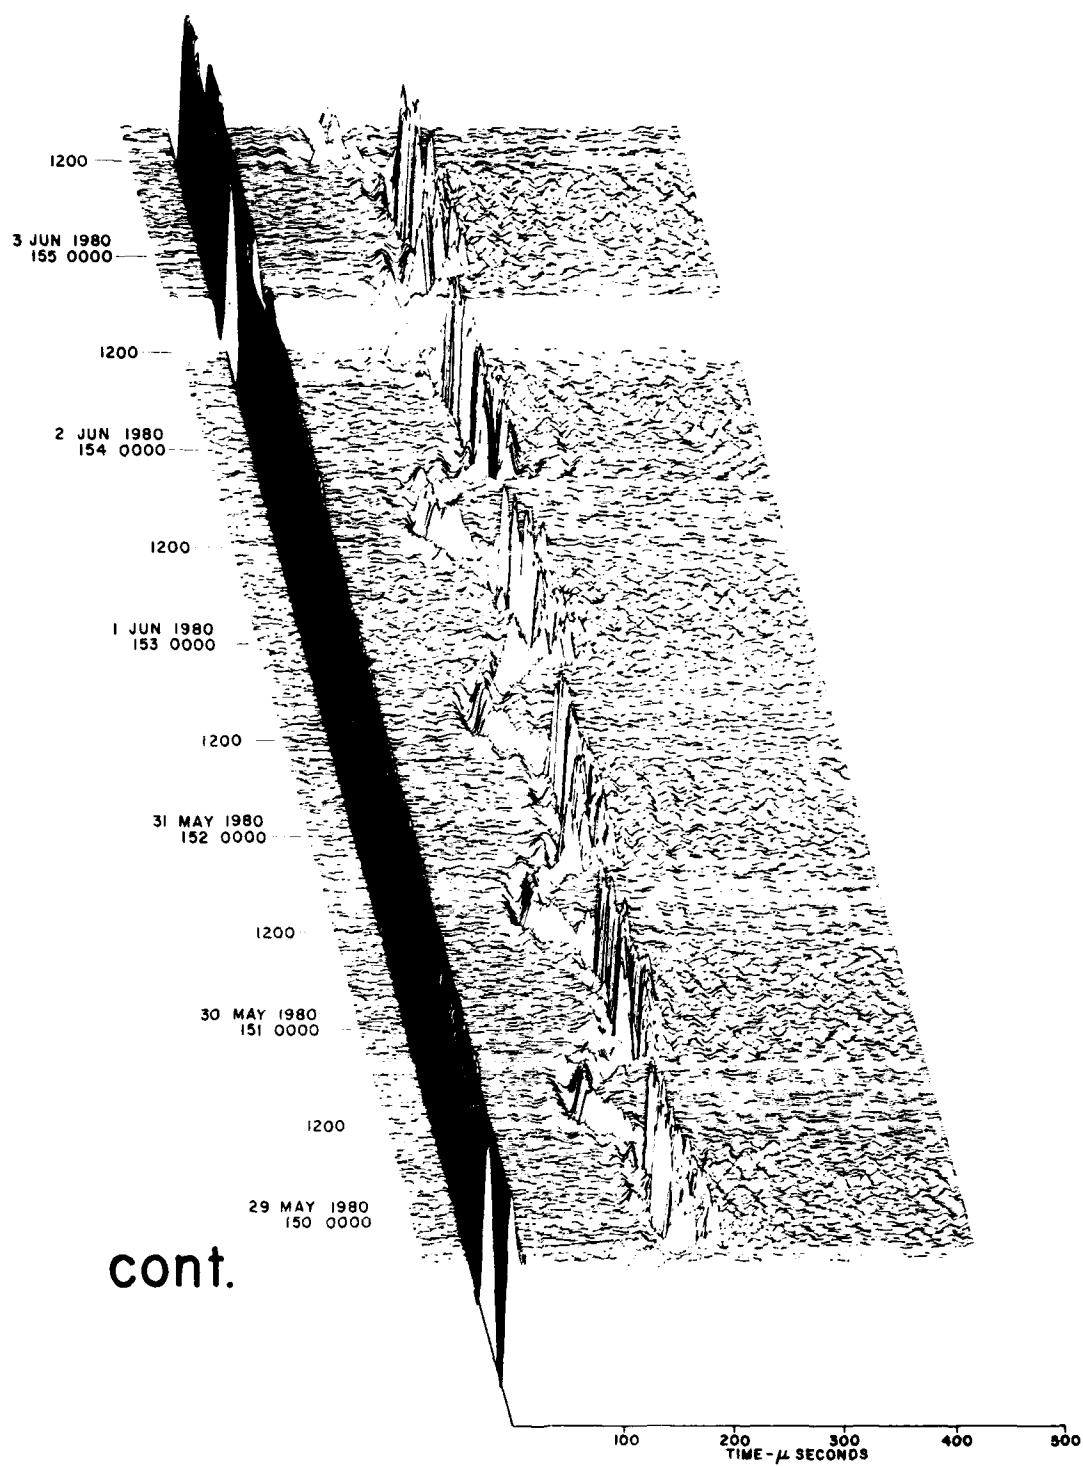 1200
3 JUN 1980
155 0000
1200
2 JUN 1980
154 0000
1200
1 JUN 1980
153 0000
1200
31 MAY 1980
152 0000
1200
30 MAY 1980
151 0000
1200
29 MAY 1980
150 0000
cont.
100 200 300 400 500
TIME-μ SECONDS